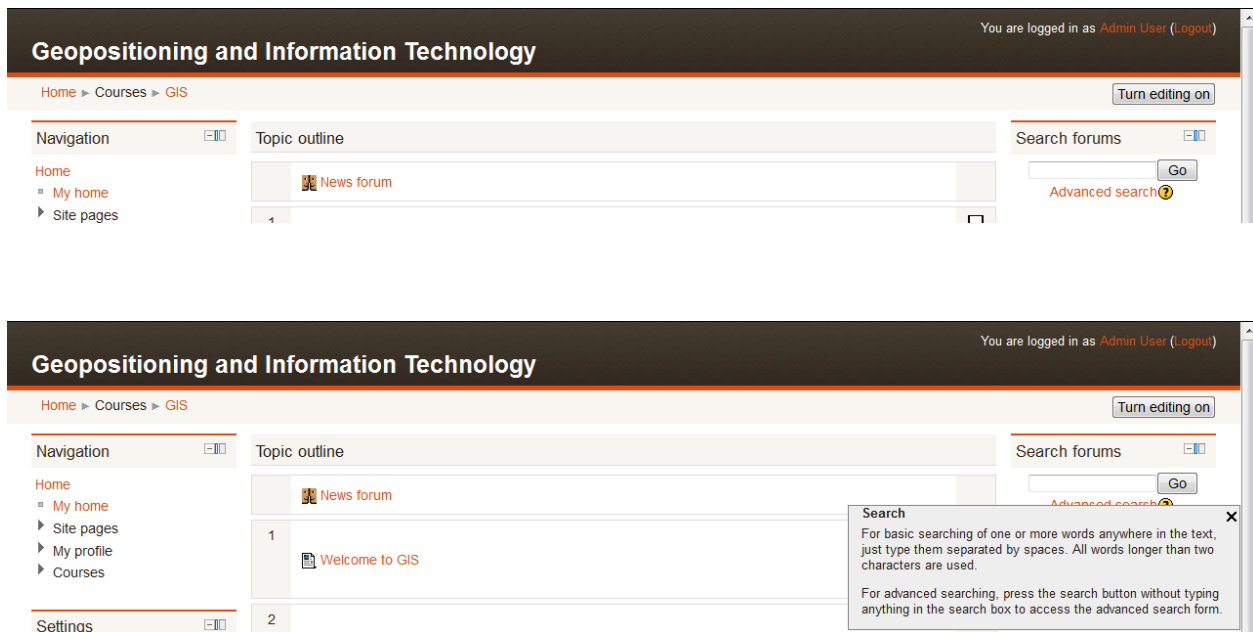 You are logged in as Admin User (Logout)
Geopositioning and Information Technology
Home ► Courses ► GIS
Turn editing on
Navigation
Topic outline
Search forums
Home
My home
Site pages
News forum
Go
Advanced search
1
You are logged in as Admin User (Logout)
Geopositioning and Information Technology
Home ► Courses ► GIS
Turn editing on
Navigation
Topic outline
Search forums
Home
My home
Site pages
My profile
Courses
News forum
Go
Advanced search
1
Welcome to GIS
Search
For basic searching of one or more words anywhere in the text,
just type them separated by spaces. All words longer than two
characters are used.
For advanced searching, press the search button without typing
anything in the search box to access the advanced search form.
Settings
2